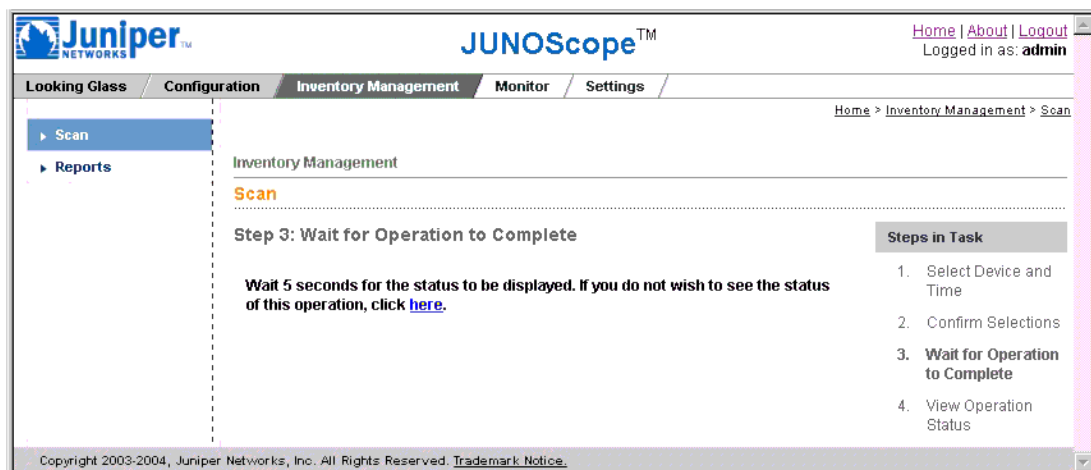 Juniper
NETWORKS
TM
JUNOScope™
Home | About | Logout
Logged in as: admin
Looking Glass / Configuration / Inventory Management / Monitor / Settings /
Home > Inventory Management > Scan
Scan
Reports
Inventory Management
Scan
Step 3: Wait for Operation to Complete
Wait 5 seconds for the status to be displayed. If you do not wish to see the status
of this operation, click here.
Steps in Task
1. Select Device and
Time
2. Confirm Selections
3. Wait for Operation
to Complete
4. View Operation
Status
Copyright 2003-2004, Juniper Networks, Inc. All Rights Reserved. Trademark Notice.